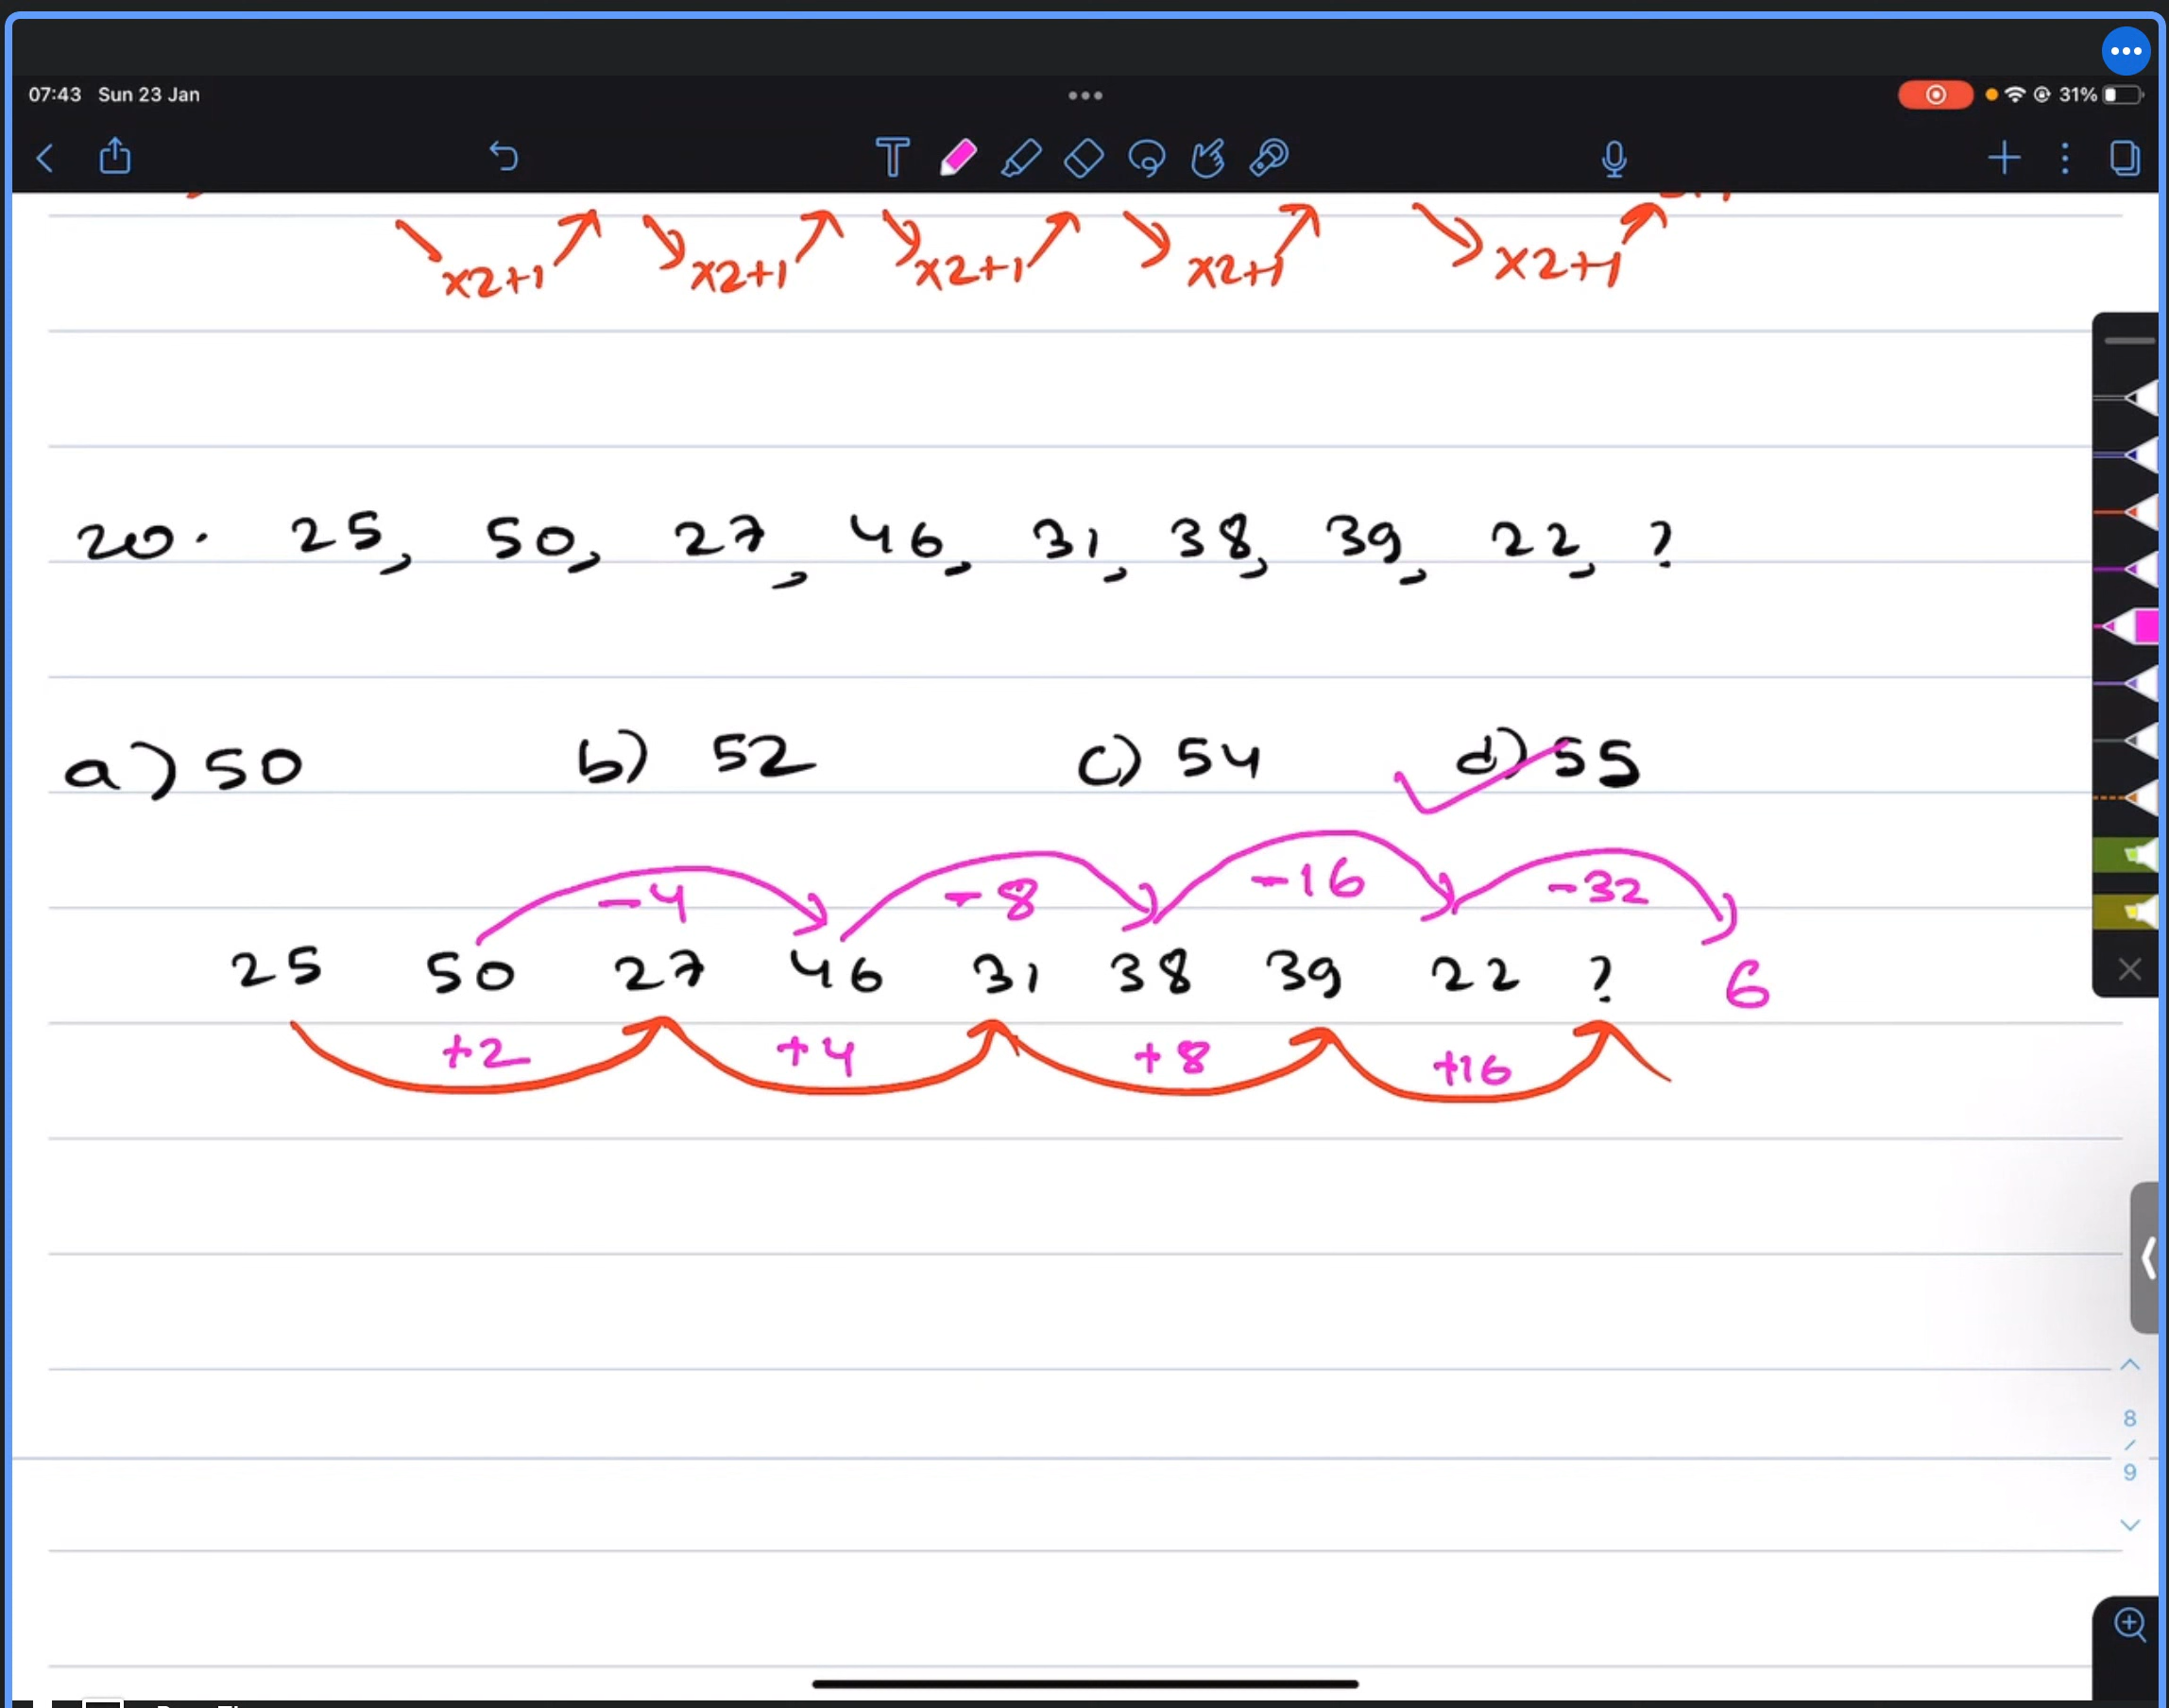 07:43 Sun 23 Jan
31%
x2+1 x2+1 x2+1 x2+1 x2+1
20. 25, 50, 27, 46, 31, 38, 39, 22, ?
a) 50 b) 52 c) 54 d) 55
-4 -8 -16 -32
25 50 27 46 31 38 39 22 ? 6
+2 +4 +8 +16
8
/
9